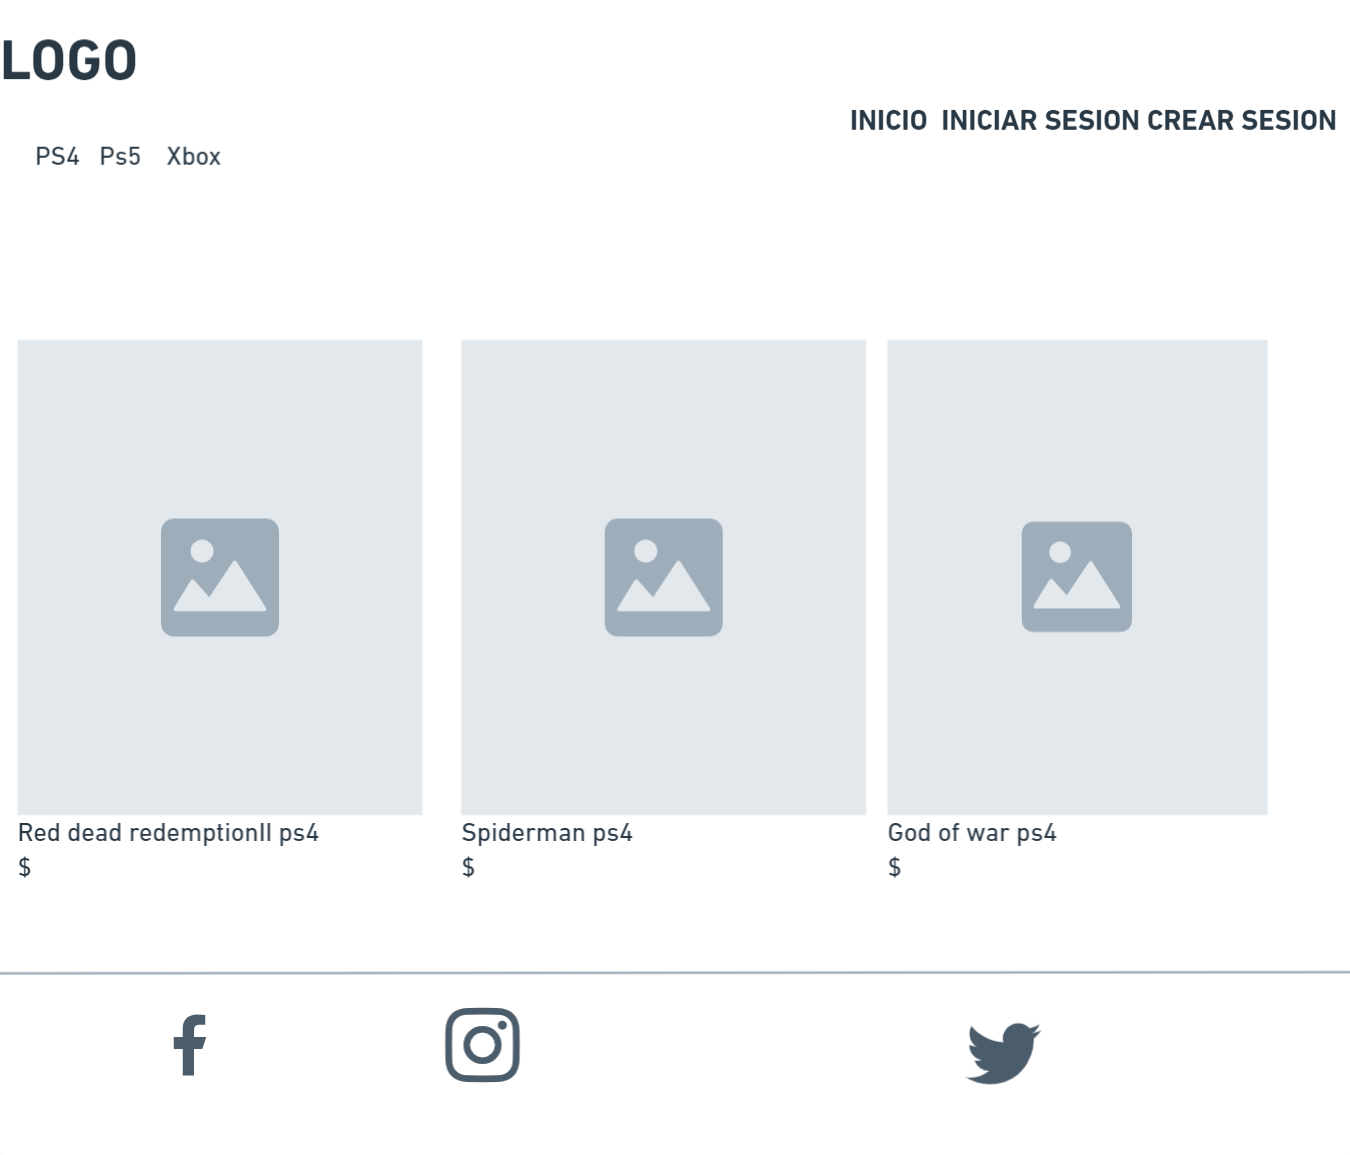 LOGO
INICIO INICIAR SESION CREAR SESION
PS4 Ps5 Xbox
Red dead redemptionII ps4
$
Spiderman ps4
$
God of war ps4
$